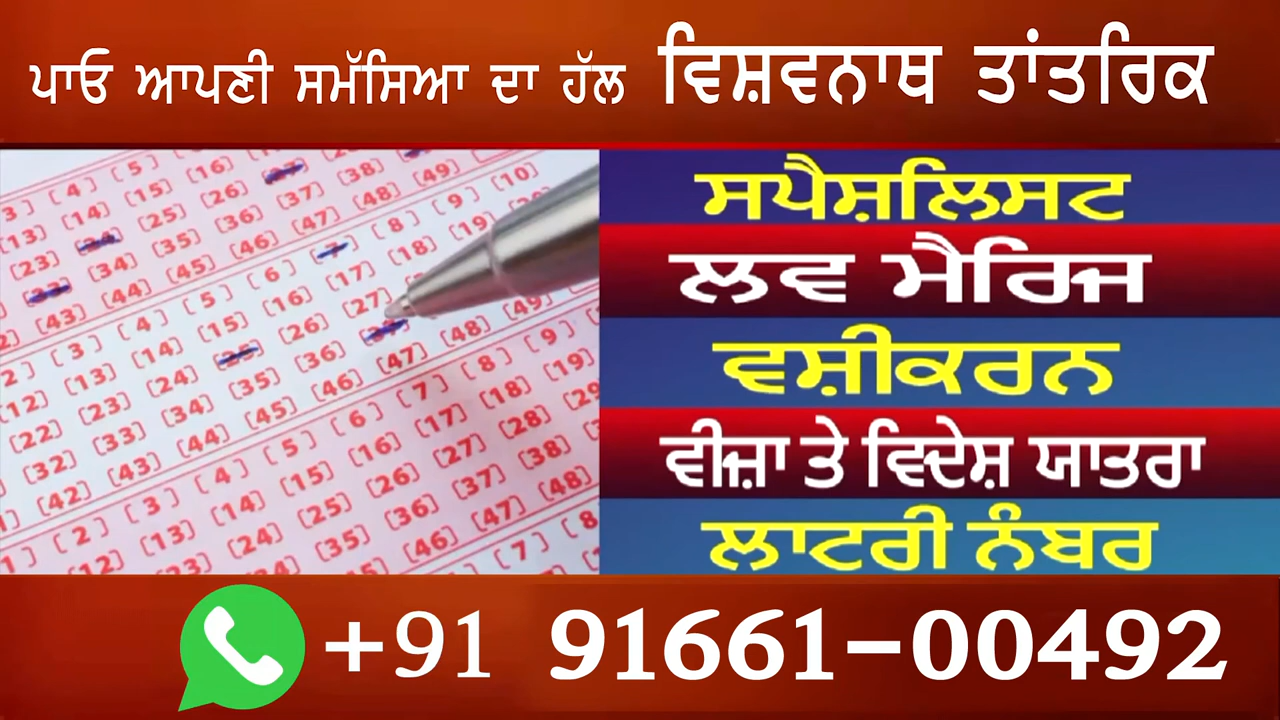 ਪਾਓ ਆਪਣੀ ਸਮੱਸਿਆ ਦਾ ਹੱਲ ਵਿਸ਼ਵਨਾਥ ਤਾਂਤਰਿਕ
ਸਪੈਸ਼ਲਿਸਟ
ਲਵ ਮੈਰਿਜ
ਵਸ਼ੀਕਰਨ
ਵੀਜ਼ਾ ਤੇ ਵਿਦੇਸ਼ ਯਾਤਰਾ
ਲਾਟਰੀ ਨੰਬਰ
+91 91661-00492